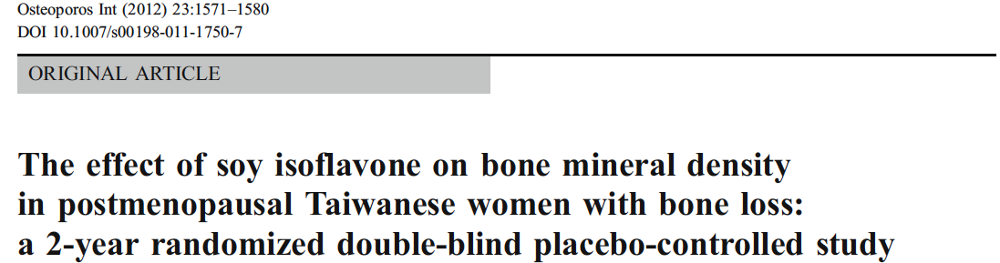 Osteoporos Int (2012) 23:1571–1580
DOI 10.1007/s00198-011-1750-7
ORIGINAL ARTICLE
The effect of soy isoflavone on bone mineral density
in postmenopausal Taiwanese women with bone loss:
a 2-year randomized double-blind placebo-controlled study